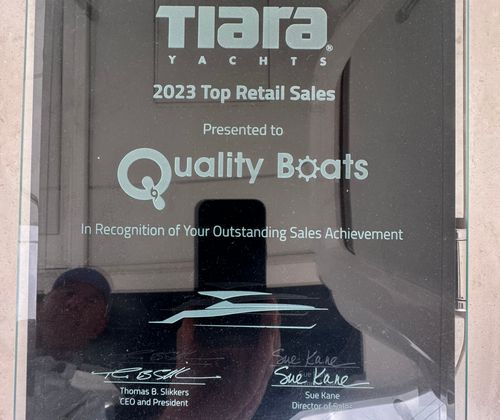 TIARA®
YACHTS
2023 Top Retail Sales
Presented to
Quality Boats
In Recognition of Your Outstanding Sales Achievement
Sue Kane
Thomas B. Slikkers
CEO and President
Sue Kane
Director of Sales